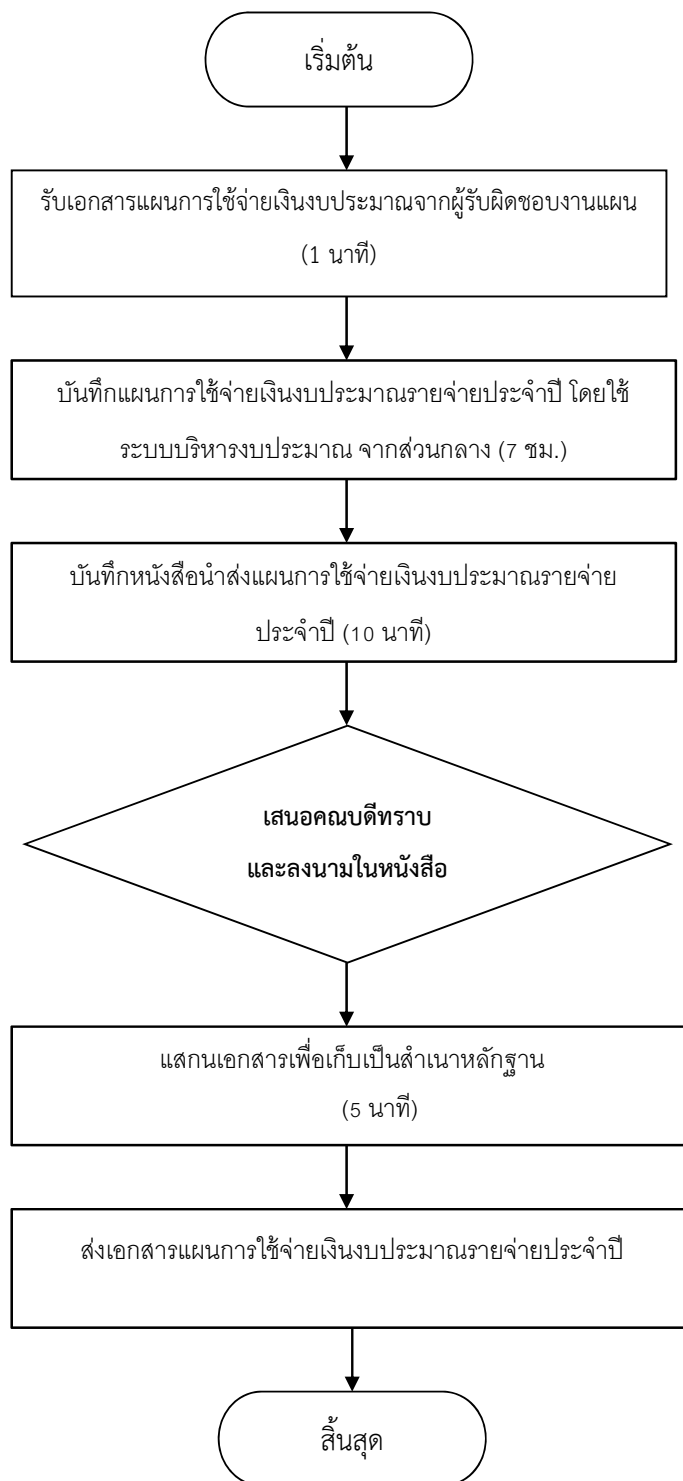 เริ่มต้น
รับเอกสารแผนการใช้จ่ายเงินงบประมาณจากผู้รับผิดชอบงานแผน
(1 นาที)
บันทึกแผนการใช้จ่ายเงินงบประมาณรายจ่ายประจำปี โดยใช้
ระบบบริหารงบประมาณ จากส่วนกลาง (7 ชม.)
บันทึกหนังสือนำส่งแผนการใช้จ่ายเงินงบประมาณรายจ่าย
ประจำปี (10 นาที)
เสนอคณบดีทราบ
และลงนามในหนังสือ
แสกนเอกสารเพื่อเก็บเป็นสำเนาหลักฐาน
(5 นาที)
ส่งเอกสารแผนการใช้จ่ายเงินงบประมาณรายจ่ายประจำปี
สิ้นสุด